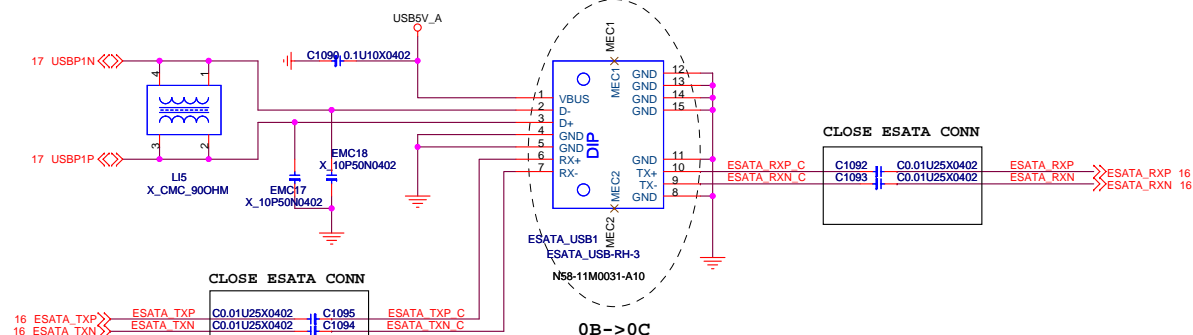 USB5V_A
17 USBP1N
C1090 0.1U10X0402
4 1
3 2
LI5
X_CMC_90OHM
17 USBP1P
EMC18
X_10P50N0402
EMC17
X_10P50N0402
MEC1
MEC1
1 VBUS
2 D-
3 D+
4 GND
5 GND
6 RX+
7 RX-
DIP
GND 12
GND 13
GND 14
GND 15
GND 11
TX+ 10
TX- 9
GND 8
MEC2
MEC2
ESATA_USB1
ESATA_USB-RH-3
N58-11M0031-A10
0B->0C
CLOSE ESATA CONN
ESATA_RXP_C C1092 C0.01U25X0402 ESATA_RXP ESATA_RXP 16
ESATA_RXN_C C1093 C0.01U25X0402 ESATA_RXN ESATA_RXN 16
CLOSE ESATA CONN
16 ESATA_TXP ESATA_TXP C0.01U25X0402 C1095 ESATA_TXP_C
16 ESATA_TXN ESATA_TXN C0.01U25X0402 C1094 ESATA_TXN_C